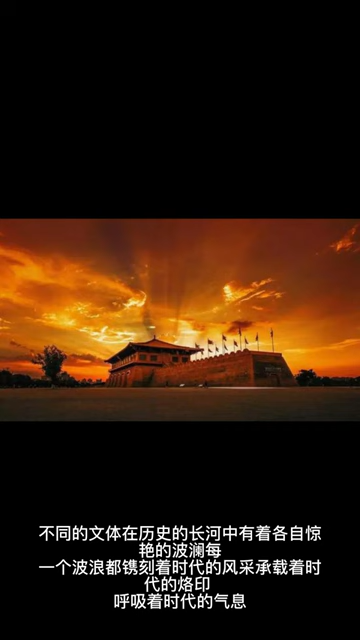 不同的文体在历史的长河中有着各自惊
艳的波澜每
一个波浪都镌刻着时代的风采承载着时
代的烙印
呼吸着时代的气息